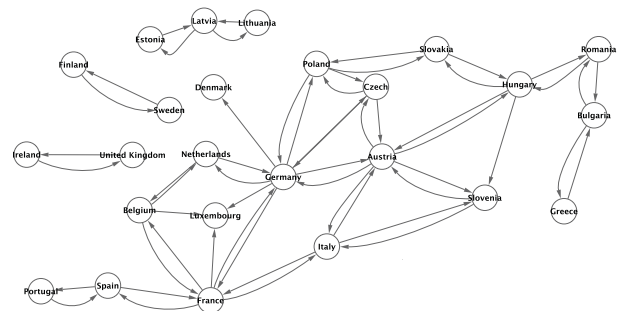 Latvia
Lithuania
Estonia
Slovakia
Romania
Finland
Poland
Denmark
Czech
Hungary
Sweden
Bulgaria
Ireland
United Kingdom
Netherlands
Austria
Germany
Slovenia
Belgium
Luxembourg
Greece
Italy
Portugal
Spain
France